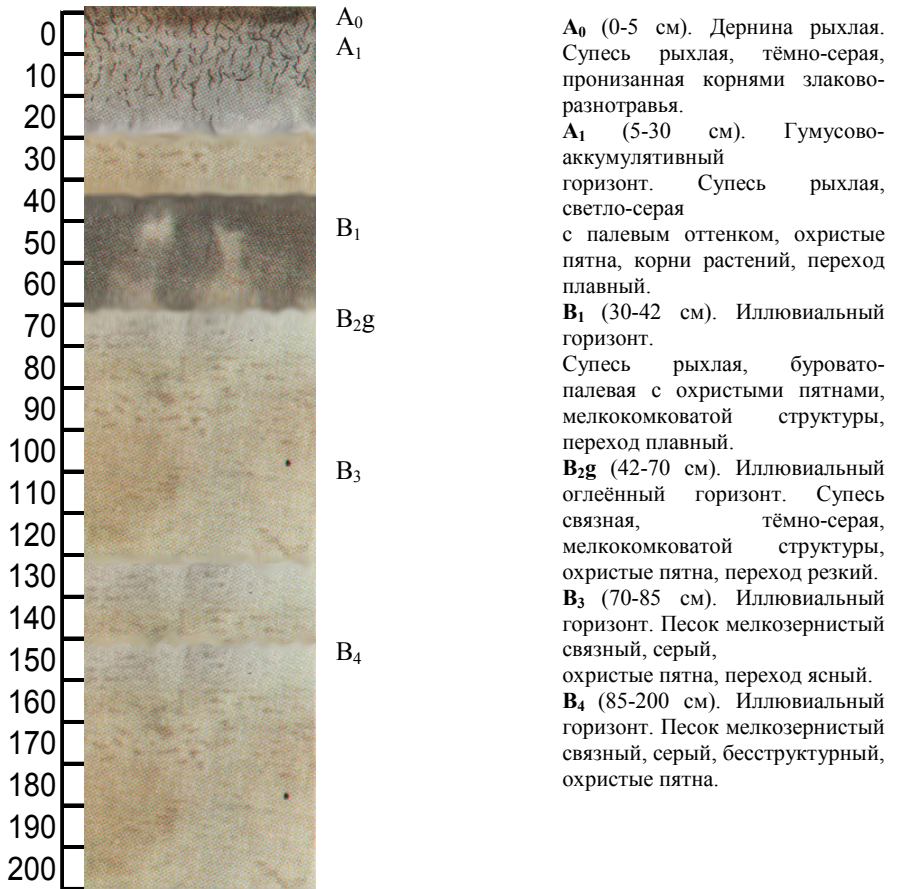 0
10
20
30
40
50
60
70
80
90
100
110
120
130
140
150
160
170
180
190
200
A₀
A₁
B₁
B₂g
B₃
B₄
A₀ (0-5 см). Дернина рыхлая.
Супесь рыхлая, тёмно-серая,
пронизанная корнями злаково-
разнотравья.
A₁ (5-30 см). Гумусово-
аккумулятивный
горизонт. Супесь рыхлая,
светло-серая
с палевым оттенком, охристые
пятна, корни растений, переход
плавный.
B₁ (30-42 см). Иллювиальный
горизонт.
Супесь рыхлая, буровато-
палевая с охристыми пятнами,
мелкокомковатой структуры,
переход плавный.
B₂g (42-70 см). Иллювиальный
оглеённый горизонт. Супесь
связная, тёмно-серая,
мелкокомковатой структуры,
охристые пятна, переход резкий.
B₃ (70-85 см). Иллювиальный
горизонт. Песок мелкозернистый
связный, серый,
охристые пятна, переход ясный.
B₄ (85-200 см). Иллювиальный
горизонт. Песок мелкозернистый
связный, серый, бесструктурный,
охристые пятна.